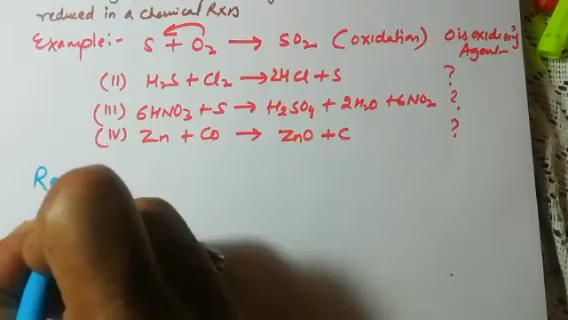 reduced in a chemical Rxn
Example:- S + O₂ → SO₂ (oxidation) O is oxidizing Agent
(II) H₂S + Cl₂ → 2HCl + S ?
(III) 6HNO₃ + S → H₂SO₄ + 2H₂O + 6NO₂ ?
(IV) Zn + CO → ZnO + C ?